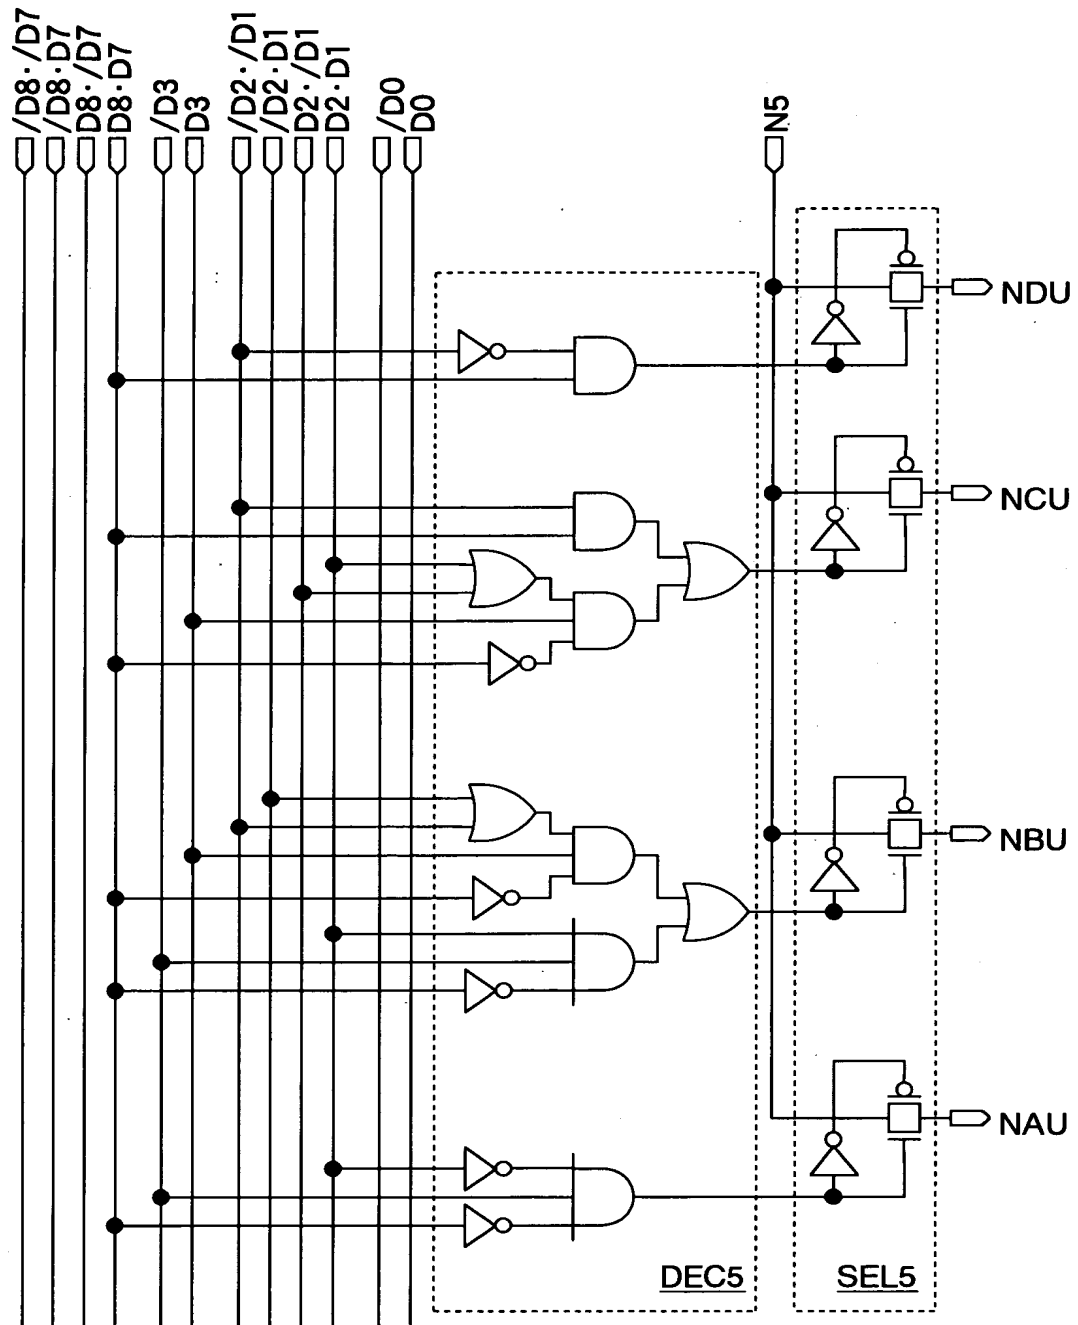 /D8·/D7
/D8·D7
D8·/D7
D8·D7
/D3
D3
/D2·/D1
/D2·D1
D2·/D1
D2·D1
/D0
D0
N5
NDU
NCU
NBU
NAU
DEC5
SEL5